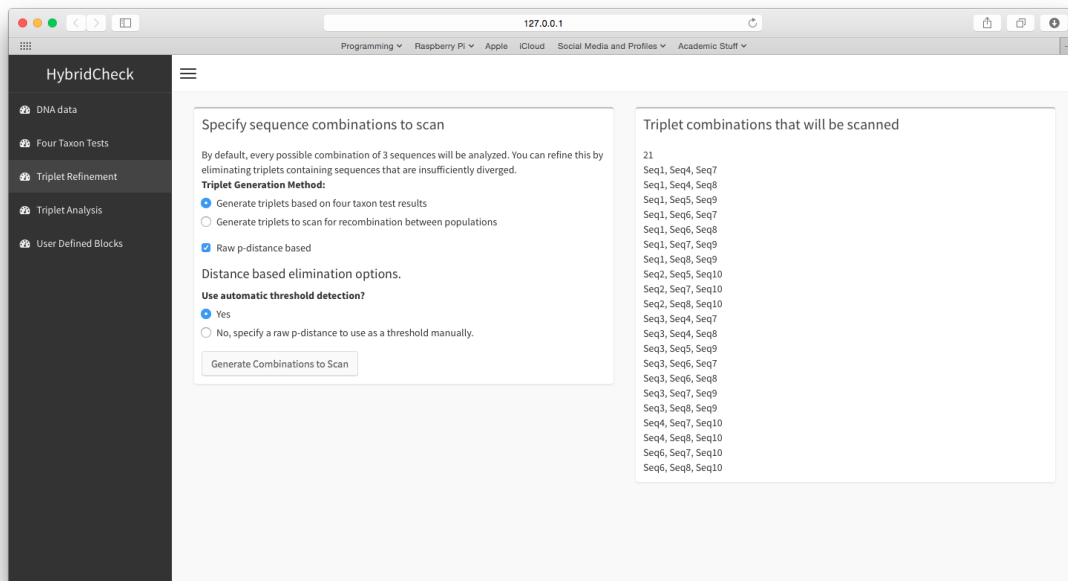 127.0.0.1
Programming
Raspberry Pi
Apple
iCloud
Social Media and Profiles
Academic Stuff
HybridCheck
DNA data
Four Taxon Tests
Triplet Refinement
Triplet Analysis
User Defined Blocks
Specify sequence combinations to scan
By default, every possible combination of 3 sequences will be analyzed. You can refine this by
eliminating triplets containing sequences that are insufficiently diverged.
Triplet Generation Method:
Generate triplets based on four taxon test results
Generate triplets to scan for recombination between populations
Raw p-distance based
Distance based elimination options.
Use automatic threshold detection?
Yes
No, specify a raw p-distance to use as a threshold manually.
Generate Combinations to Scan
Triplet combinations that will be scanned
21
Seq1, Seq4, Seq7
Seq1, Seq4, Seq8
Seq1, Seq5, Seq9
Seq1, Seq6, Seq7
Seq1, Seq6, Seq8
Seq1, Seq7, Seq9
Seq1, Seq8, Seq9
Seq2, Seq5, Seq10
Seq2, Seq7, Seq10
Seq2, Seq8, Seq10
Seq3, Seq4, Seq7
Seq3, Seq4, Seq8
Seq3, Seq5, Seq9
Seq3, Seq6, Seq7
Seq3, Seq6, Seq8
Seq3, Seq7, Seq9
Seq3, Seq8, Seq9
Seq4, Seq7, Seq10
Seq4, Seq8, Seq10
Seq6, Seq7, Seq10
Seq6, Seq8, Seq10